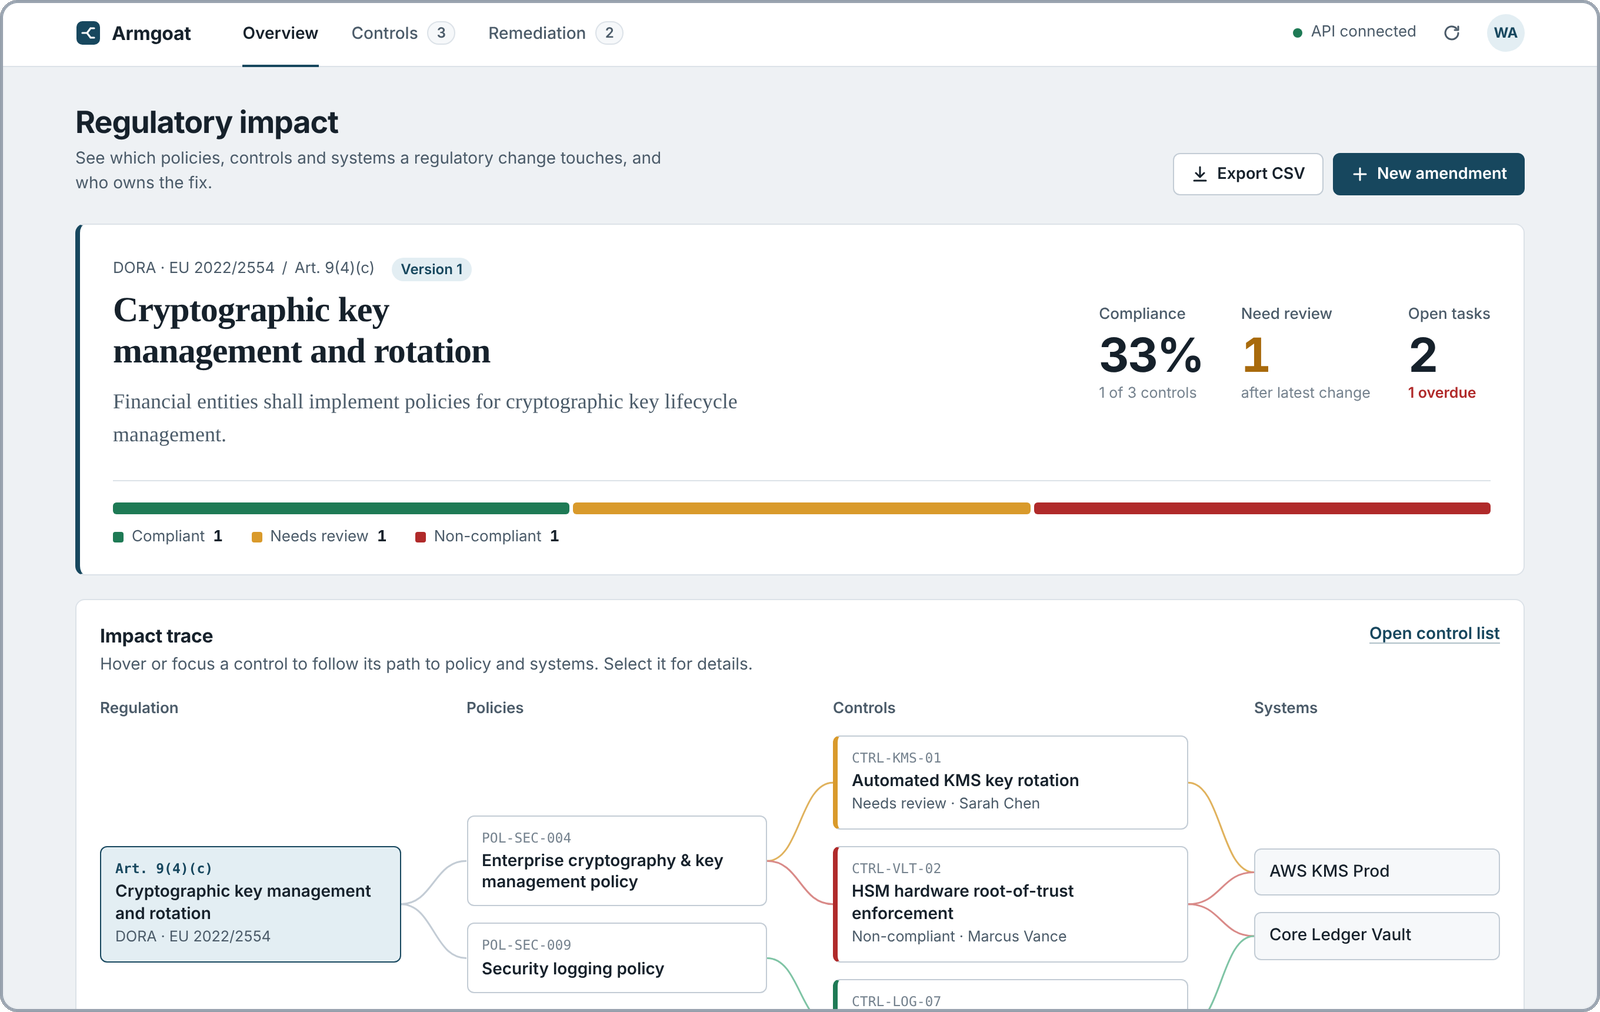 Armgoat
Overview
Controls 3
Remediation 2
API connected
WA
Regulatory impact
See which policies, controls and systems a regulatory change touches, and
who owns the fix.
Export CSV
New amendment
DORA · EU 2022/2554 / Art. 9(4)(c)
Version 1
Cryptographic key
management and rotation
Financial entities shall implement policies for cryptographic key lifecycle
management.
Compliance
33%
1 of 3 controls
Need review
1
after latest change
Open tasks
2
1 overdue
Compliant 1
Needs review 1
Non-compliant 1
Impact trace
Open control list
Hover or focus a control to follow its path to policy and systems. Select it for details.
Regulation
Policies
Controls
Systems
Art. 9(4)(c)
Cryptographic key management
and rotation
DORA · EU 2022/2554
POL-SEC-004
Enterprise cryptography & key
management policy
POL-SEC-009
Security logging policy
CTRL-KMS-01
Automated KMS key rotation
Needs review · Sarah Chen
CTRL-VLT-02
HSM hardware root-of-trust
enforcement
Non-compliant · Marcus Vance
CTRL-LOG-07
AWS KMS Prod
Core Ledger Vault